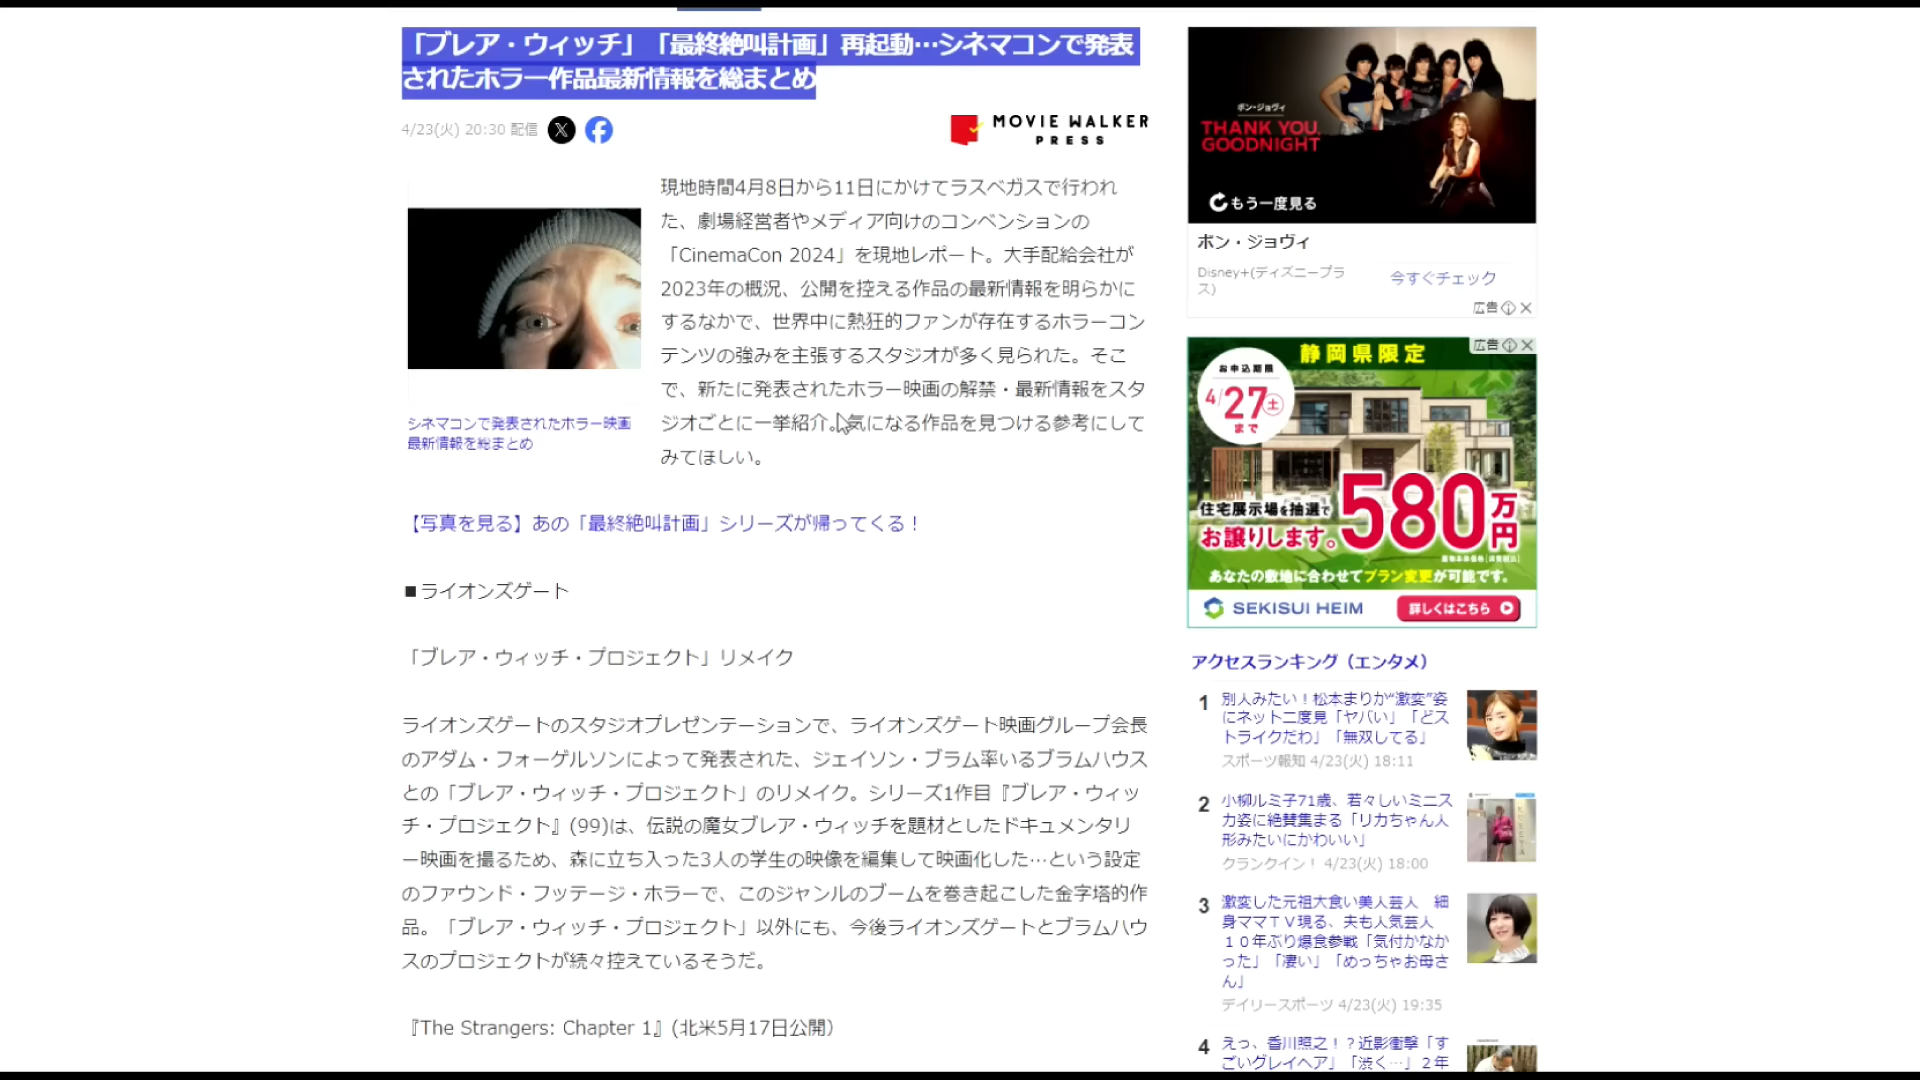 「ブレア・ウィッチ」「最終絶叫計画」再起動…シネマコンで発表
されたホラー作品最新情報を総まとめ
4/23(火) 20:30 配信
MOVIE WALKER
PRESS
現地時間4月8日から11日にかけてラスベガスで行われ
た、劇場経営者やメディア向けのコンベンションの
「CinemaCon 2024」を現地レポート。大手配給会社が
2023年の概況、公開を控える作品の最新情報を明らかに
するなかで、世界中に熱狂的ファンが存在するホラーコン
テンツの強みを主張するスタジオが多く見られた。そこ
で、新たに発表されたホラー映画の解禁・最新情報をスタ
ジオごとに一挙紹介。気になる作品を見つける参考にして
みてほしい。
シネマコンで発表されたホラー映画
最新情報を総まとめ
【写真を見る】あの「最終絶叫計画」シリーズが帰ってくる!
■ライオンズゲート
「ブレア・ウィッチ・プロジェクト」リメイク
ライオンズゲートのスタジオプレゼンテーションで、ライオンズゲート映画グループ会長
のアダム・フォーゲルソンによって発表された、ジェイソン・ブラム率いるブラムハウス
との「ブレア・ウィッチ・プロジェクト」のリメイク。シリーズ1作目『ブレア・ウィッ
チ・プロジェクト』(99)は、伝説の魔女ブレア・ウィッチを題材としたドキュメンタリ
ー映画を撮るため、森に立ち入った3人の学生の映像を編集して映画化した…という設定
のファウンド・フッテージ・ホラーで、このジャンルのブームを巻き起こした金字塔的作
品。「ブレア・ウィッチ・プロジェクト」以外にも、今後ライオンズゲートとブラムハウ
スのプロジェクトが続々控えているそうだ。
『The Strangers: Chapter 1』(北米5月17日公開)
ボン・ジョヴィ
THANK YOU,
GOODNIGHT
もう一度見る
ボン・ジョヴィ
Disney+(ディズニープラ
ス)
今すぐチェック
広告
広告
静岡県限定
お申込期限
4/27土
まで
住宅展示場を抽選で
580万円
お譲りします。
あなたの敷地に合わせてプラン変更が可能です。
SEKISUI HEIM
詳しくはこちら
アクセスランキング(エンタメ)
1
別人みたい!松本まりか“激変”姿
にネット二度見「ヤバい」「どス
トライクだわ」「無双してる」
スポーツ報知 4/23(火) 18:11
2
小柳ルミ子71歳、若々しいミニス
カ姿に絶賛集まる「リカちゃん人
形みたいにかわいい」
クランクイン! 4/23(火) 18:00
3
激変した元祖大食い美人芸人 細
身ママTV現る、夫も人気芸人
10年ぶり爆食参戦「気付かなか
った」「凄い」「めっちゃお母さ
ん」
デイリースポーツ 4/23(火) 19:35
4
えっ、香川照之!?近影衝撃「す
ごいグレイヘア」「渋く…」2年